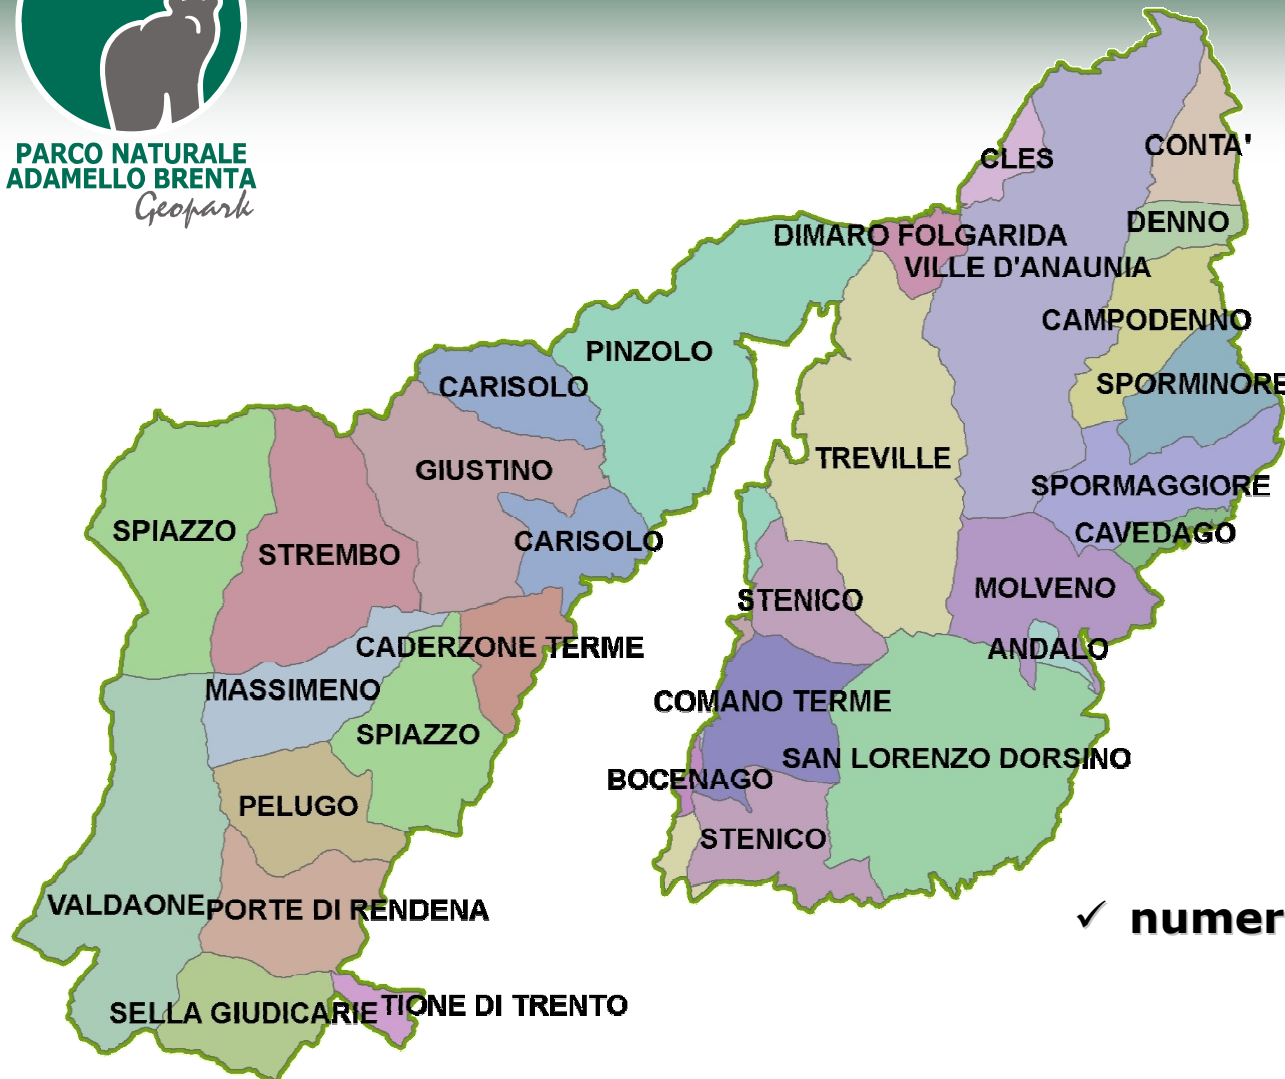 PARCO NATURALE
ADAMELLO BRENTA
Geopark
CLES
CONTA'
DENNO
DIMARO FOLGARIDA
VILLE D'ANAUNIA
CAMPODENNO
PINZOLO
CARISOLO
SPORMINORE
TREVILLE
GIUSTINO
SPORMAGGIORE
SPIAZZO
CAVEDAGO
CARISOLO
STREMBO
MOLVENO
STENICO
CADERZONE TERME
ANDALO
MASSIMENO
COMANO TERME
SPIAZZO
SAN LORENZO DORSINO
BOCENAGO
PELUGO
STENICO
VALDAONE
PORTE DI RENDENA
✓ numer
SELLA GIUDICARIE
TIONE DI TRENTO